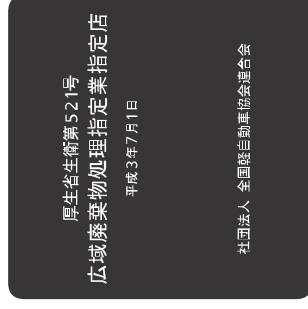 厚生省生衛第521号
広域廃棄物処理指定業指定店
平成3年7月1日
社団法人 全国軽自動車協会連合会